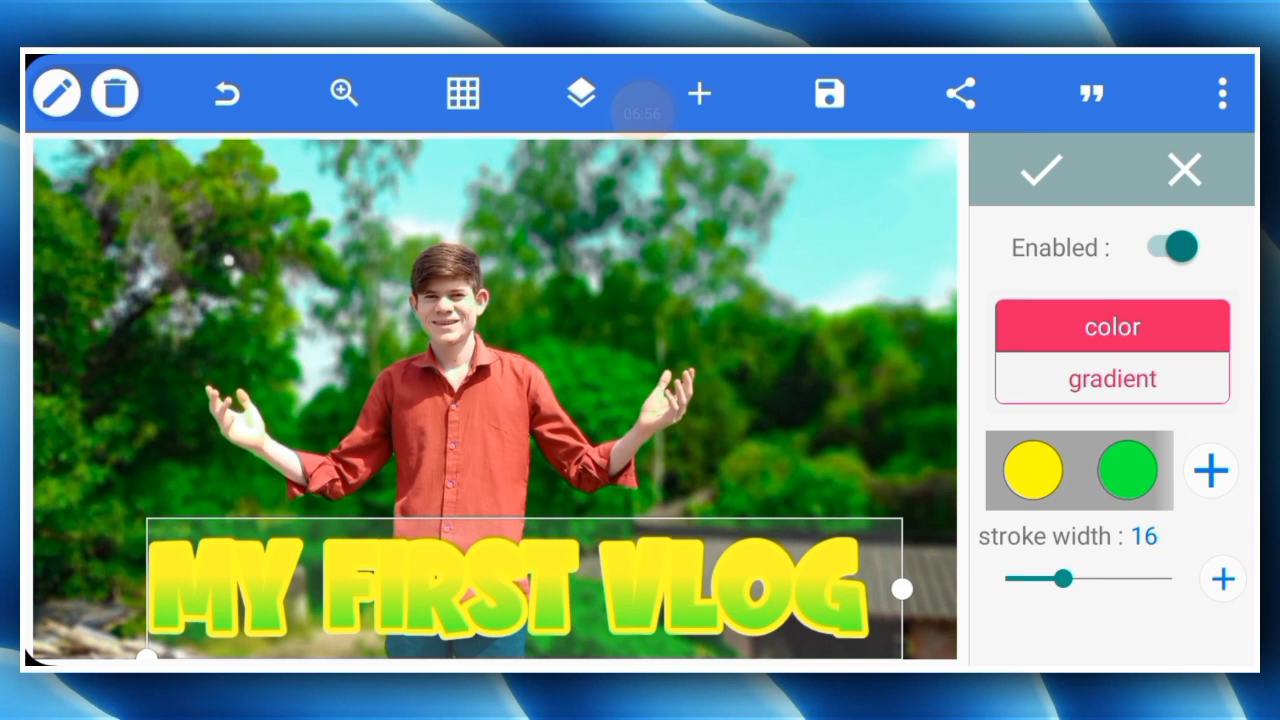 06:56
Enabled :
color
gradient
stroke width : 16
MY FIRST VLOG